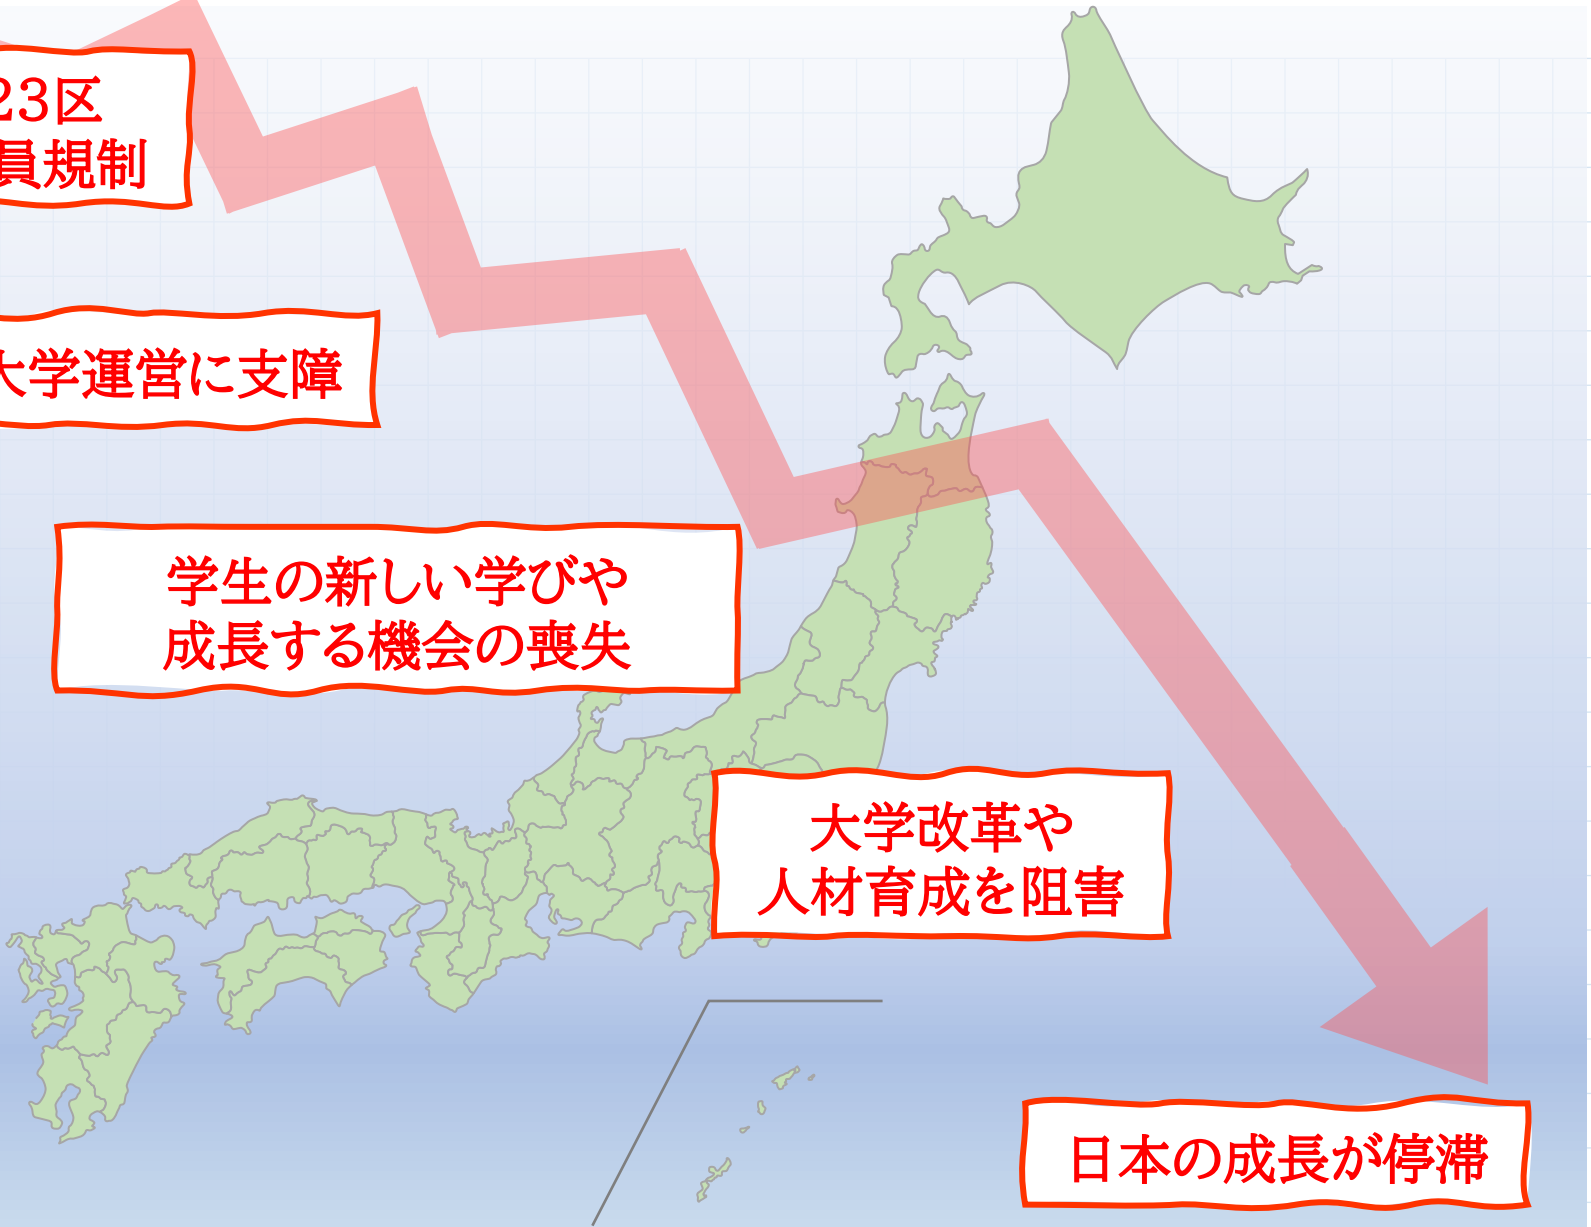 23区
員規制
大学運営に支障
学生の新しい学びや
成長する機会の喪失
大学改革や
人材育成を阻害
日本の成長が停滞